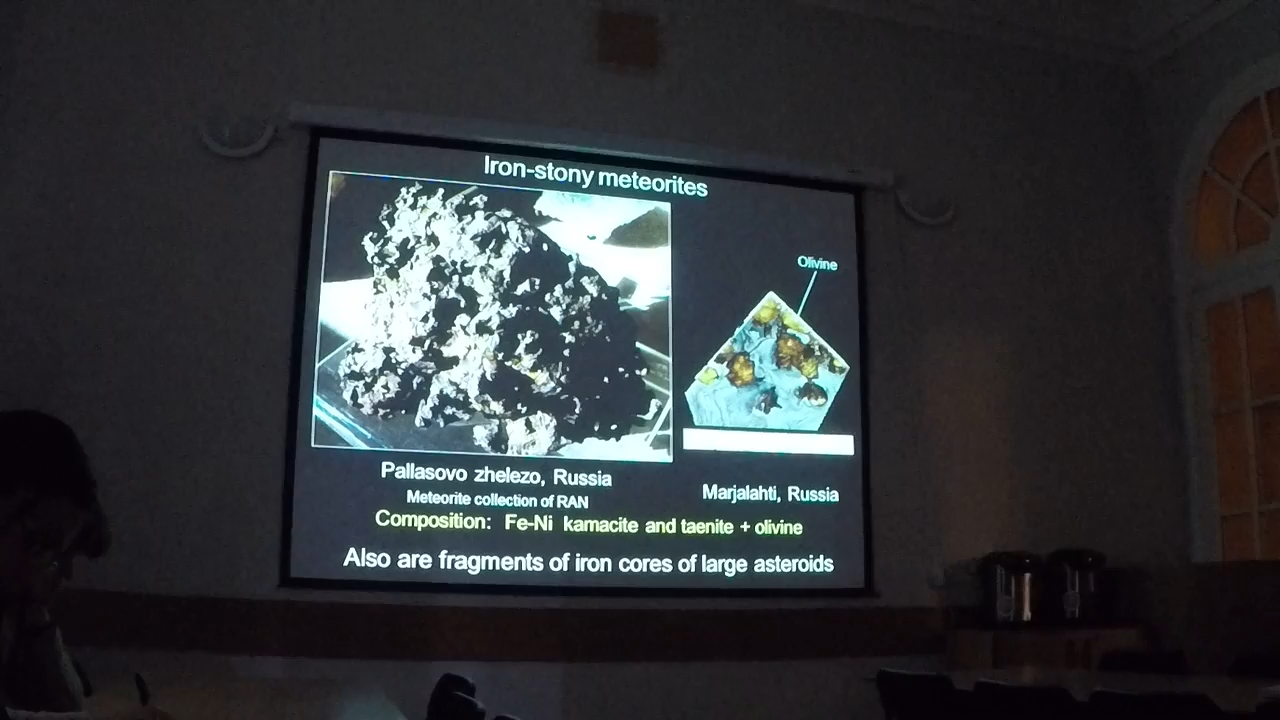 Iron-stony meteorites
Olivine
Pallasovo zhelezo, Russia
Meteorite collection of RAN
Marjalahti, Russia
Composition: Fe-Ni kamacite and taenite + olivine
Also are fragments of iron cores of large asteroids